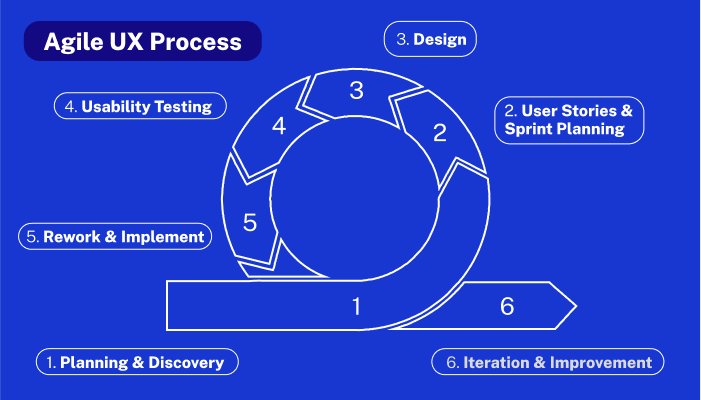 Agile UX Process
3. Design
4. Usability Testing
2. User Stories &
Sprint Planning
5. Rework & Implement
1. Planning & Discovery
6. Iteration & Improvement
3
4
2
5
1
6